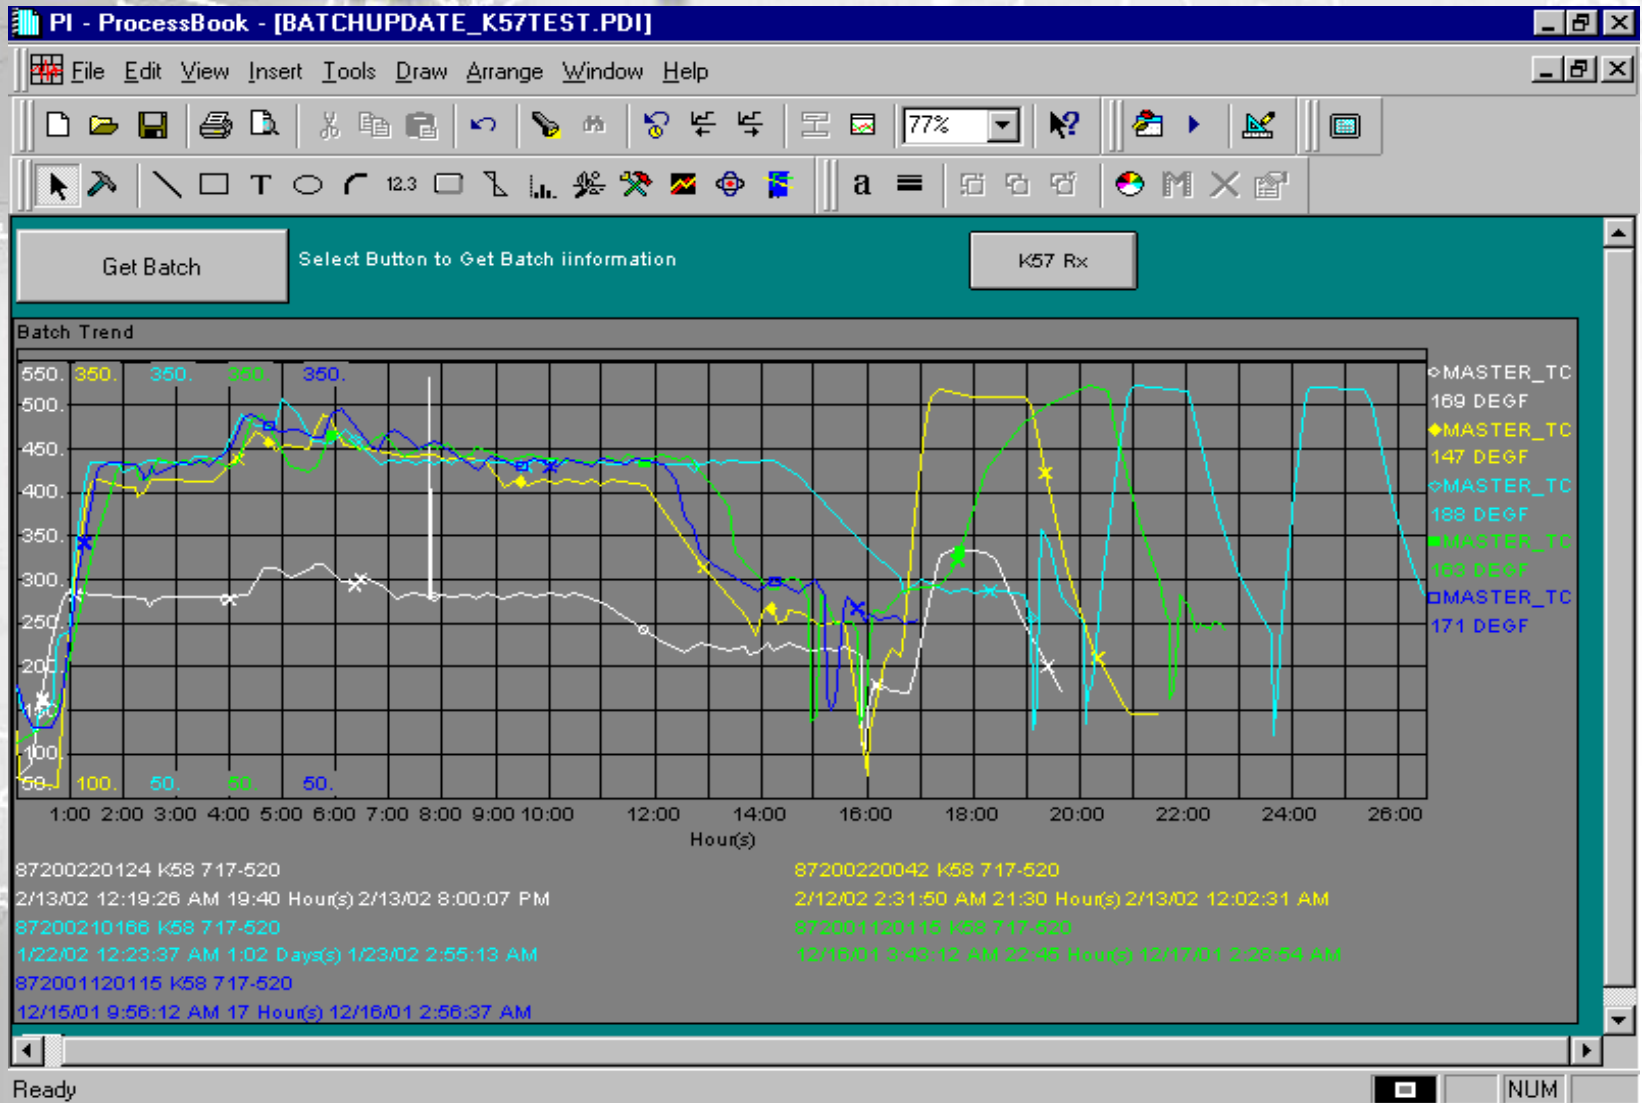 PI - ProcessBook - [BATCHUPDATE_K57TEST.PDI]
File Edit View Insert Tools Draw Arrange Window Help
77%
T 12.3 a
Get Batch
Select Button to Get Batch iinformation
K57 Rx
Batch Trend
550. 350. 350. 350. 350.
500.
450.
400.
350.
300.
250.
200.
150.
100.
50. 100. 50. 50. 50.
MASTER_TC
169 DEGF
MASTER_TC
147 DEGF
MASTER_TC
188 DEGF
MASTER_TC
163 DEGF
MASTER_TC
171 DEGF
1:00 2:00 3:00 4:00 5:00 6:00 7:00 8:00 9:00 10:00 12:00 14:00 16:00 18:00 20:00 22:00 24:00 26:00
Hour(s)
87200220124 K58 717-520
2/13/02 12:19:26 AM 19:40 Hour(s) 2/13/02 8:00:07 PM
87200220042 K58 717-520
2/12/02 2:31:50 AM 21:30 Hour(s) 2/13/02 12:02:31 AM
87200210166 K58 717-520
1/22/02 12:23:37 AM 1:02 Days(s) 1/23/02 2:55:13 AM
872001120115 K58 717-520
12/16/01 3:43:12 AM 22:45 Hour(s) 12/17/01 2:28:54 AM
872001120115 K58 717-520
12/15/01 9:56:12 AM 17 Hour(s) 12/16/01 2:56:37 AM
Ready
NUM